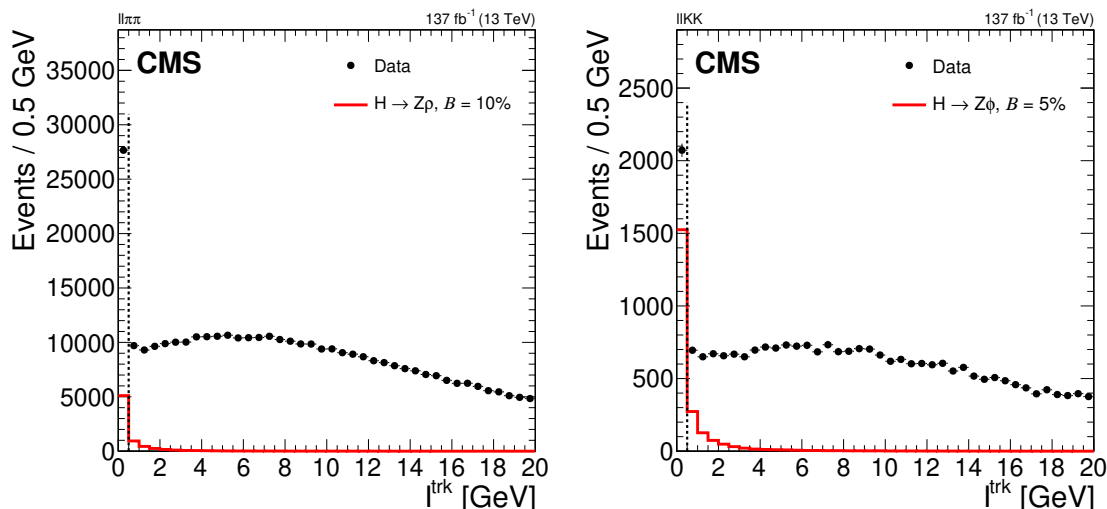 llππ
137 fb⁻¹ (13 TeV)
CMS
Data
H → Zρ, B = 10%
Events / 0.5 GeV
35000
30000
25000
20000
15000
10000
5000
0
0 2 4 6 8 10 12 14 16 18 20
I^trk [GeV]
llKK
137 fb⁻¹ (13 TeV)
CMS
Data
H → Zϕ, B = 5%
Events / 0.5 GeV
2500
2000
1500
1000
500
0
0 2 4 6 8 10 12 14 16 18 20
I^trk [GeV]